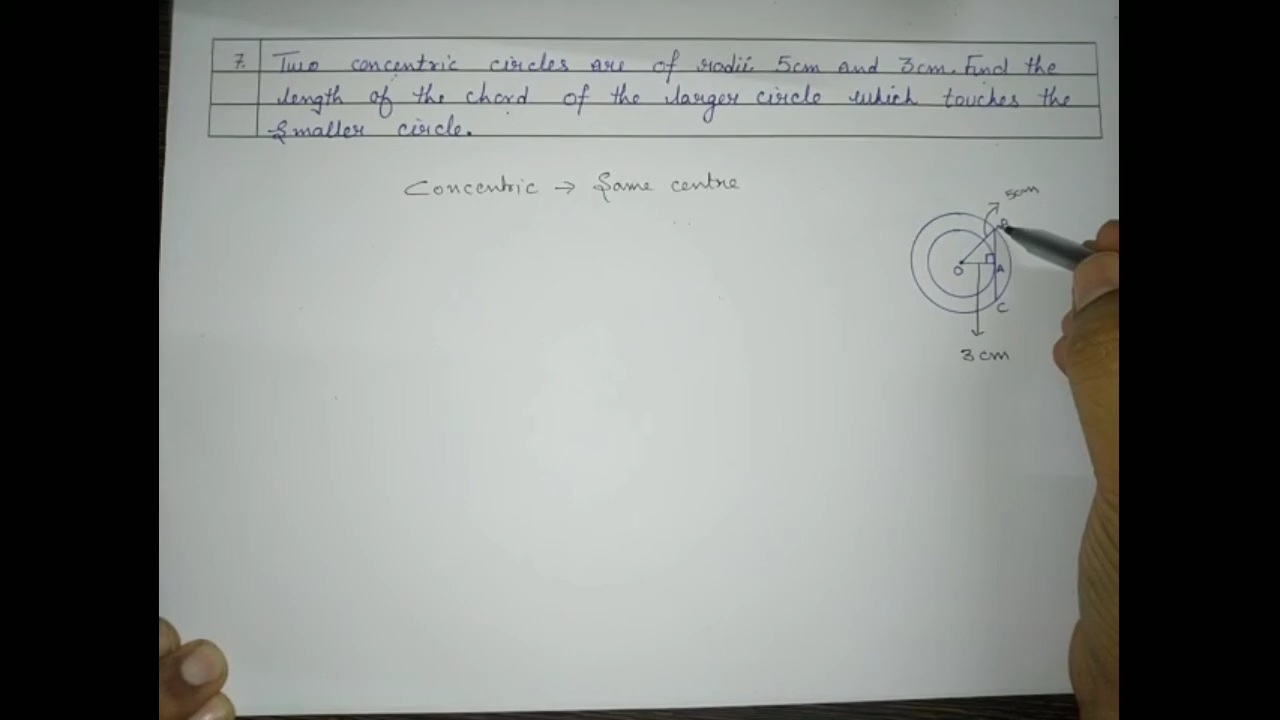 7. Two concentric circles are of radii 5cm and 3cm. Find the
length of the chord of the larger circle which touches the
smaller circle.
Concentric → Same centre
5cm
B
O A
C
3 cm